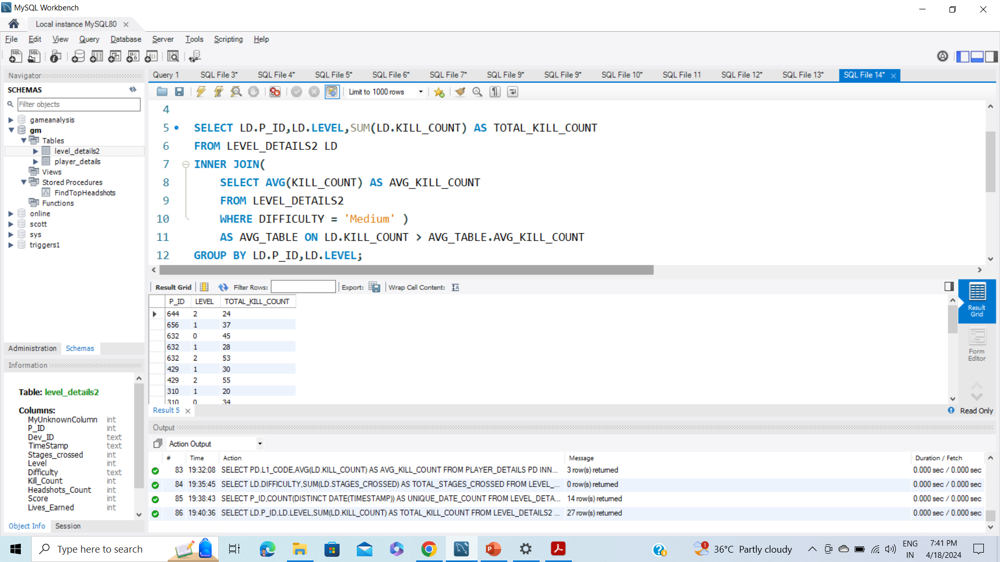 MySQL Workbench
Local instance MySQL80
File Edit View Query Database Server Tools Scripting Help
Navigator
SCHEMAS
Filter objects
gameanalysis
gm
Tables
level_details2
player_details
Views
Stored Procedures
FindTopHeadshots
Functions
online
scott
sys
triggers1
Administration Schemas
Information
Table: level_details2
Columns:
MyUnknownColumn int
P_ID int
Dev_ID text
TimeStamp text
Stages_crossed int
Level int
Difficulty text
Kill_Count int
Headshots_Count int
Score int
Lives_Earned int
Object Info Session
Query 1 SQL File 3* SQL File 4* SQL File 5* SQL File 6* SQL File 7* SQL File 9* SQL File 9* SQL File 10* SQL File 11 SQL File 12* SQL File 13* SQL File 14*
Limit to 1000 rows
4
5 SELECT LD.P_ID,LD.LEVEL,SUM(LD.KILL_COUNT) AS TOTAL_KILL_COUNT
6 FROM LEVEL_DETAILS2 LD
7 INNER JOIN(
8 SELECT AVG(KILL_COUNT) AS AVG_KILL_COUNT
9 FROM LEVEL_DETAILS2
10 WHERE DIFFICULTY = 'Medium' )
11 AS AVG_TABLE ON LD.KILL_COUNT > AVG_TABLE.AVG_KILL_COUNT
12 GROUP BY LD.P_ID,LD.LEVEL;
Result Grid Filter Rows: Export: Wrap Cell Content:
P_ID LEVEL TOTAL_KILL_COUNT
644 2 24
656 1 37
632 0 45
632 1 28
632 2 53
429 1 30
429 2 55
310 1 20
310 0 34
Result Grid
Form Editor
Result 5
Read Only
Output
Action Output
# Time Action Message Duration / Fetch
83 19:32:08 SELECT PD.L1_CODE,AVG(LD.KILL_COUNT) AS AVG_KILL_COUNT FROM PLAYER_DETAILS PD INN... 3 row(s) returned 0.000 sec / 0.000 sec
84 19:35:45 SELECT LD.DIFFICULTY,SUM(LD.STAGES_CROSSED) AS TOTAL_STAGES_CROSSED FROM LEVEL_... 0 row(s) returned 0.000 sec / 0.000 sec
85 19:38:43 SELECT P_ID,COUNT(DISTINCT DATE(TIMESTAMP)) AS UNIQUE_DATE_COUNT FROM LEVEL_DETA... 14 row(s) returned 0.000 sec / 0.000 sec
86 19:40:36 SELECT LD.P_ID,LD.LEVEL,SUM(LD.KILL_COUNT) AS TOTAL_KILL_COUNT FROM LEVEL_DETAILS2 ... 27 row(s) returned 0.000 sec / 0.000 sec
Type here to search
1
36°C Partly cloudy
ENG
IN
7:41 PM
4/18/2024